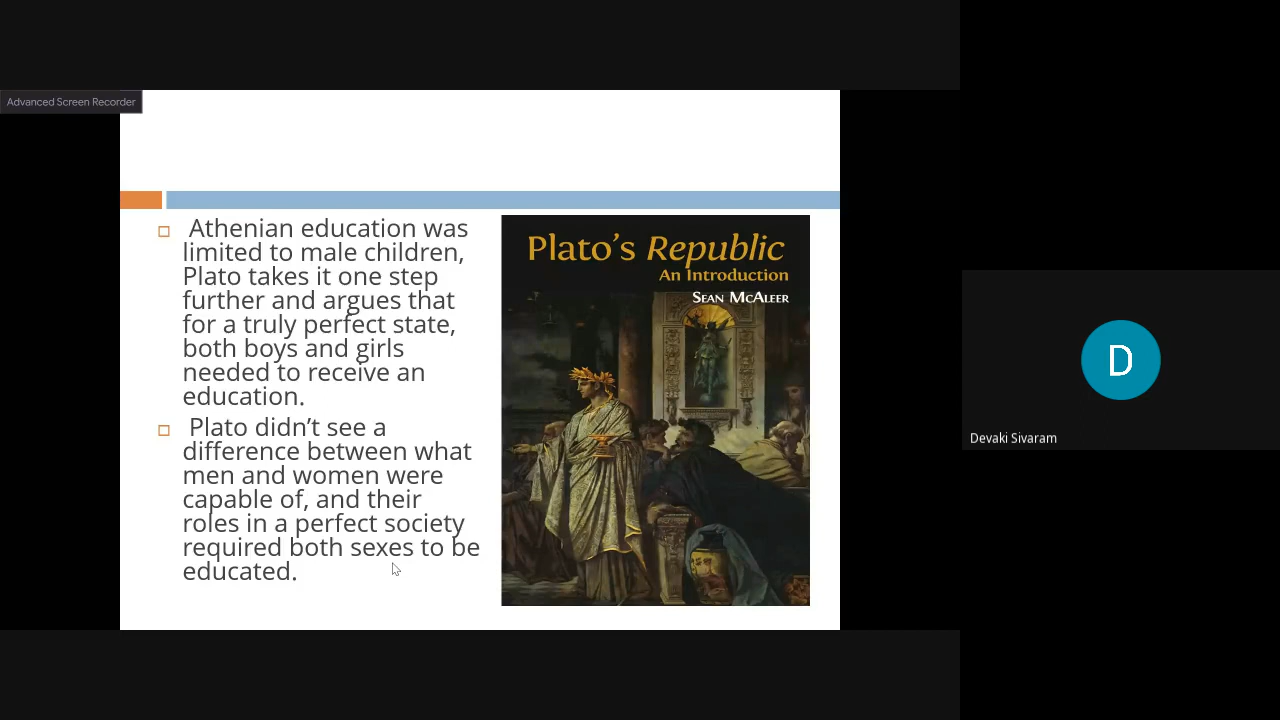 Advanced Screen Recorder
Athenian education was
limited to male children,
Plato takes it one step
further and argues that
for a truly perfect state,
both boys and girls
needed to receive an
education.
Plato didn’t see a
difference between what
men and women were
capable of, and their
roles in a perfect society
required both sexes to be
educated.
Plato’s Republic
An Introduction
SEAN MCALEER
D
Devaki Sivaram